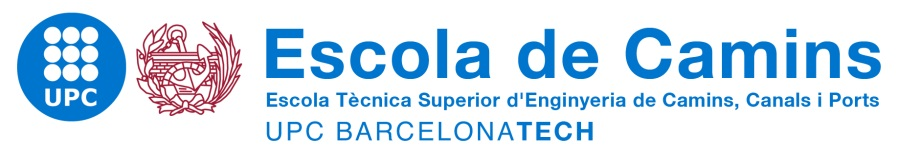 UPC
Escola de Camins
Escola Tècnica Superior d'Enginyeria de Camins, Canals i Ports
UPC BARCELONATECH